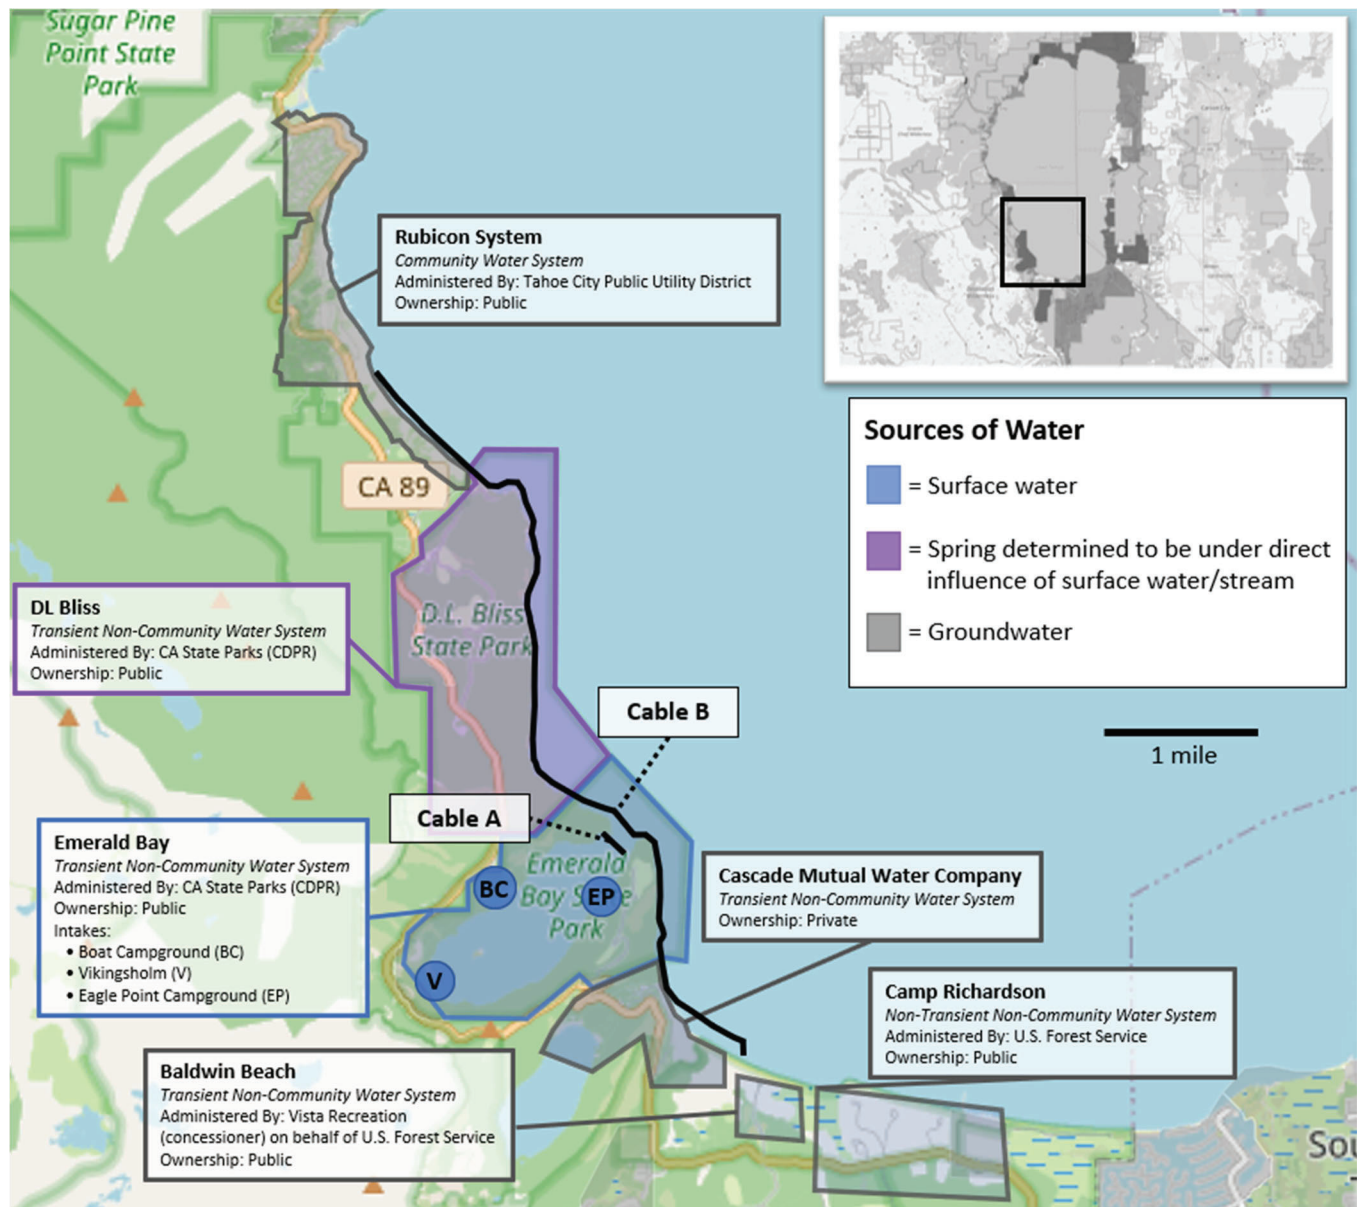 Sugar Pine
Point State
Park
Rubicon System
Community Water System
Administered By: Tahoe City Public Utility District
Ownership: Public
Sources of Water
= Surface water
= Spring determined to be under direct
influence of surface water/stream
= Groundwater
1 mile
CA 89
DL Bliss
Transient Non-Community Water System
Administered By: CA State Parks (CDPR)
Ownership: Public
D.L. Bliss
State Park
Cable B
Cable A
Emerald Bay
Transient Non-Community Water System
Administered By: CA State Parks (CDPR)
Ownership: Public
Intakes:
• Boat Campground (BC)
• Vikingsholm (V)
• Eagle Point Campground (EP)
Emerald
Bay S e
Park
BC
EP
V
Cascade Mutual Water Company
Transient Non-Community Water System
Ownership: Private
Camp Richardson
Non-Transient Non-Community Water System
Administered By: U.S. Forest Service
Ownership: Public
Baldwin Beach
Transient Non-Community Water System
Administered By: Vista Recreation
(concessioner) on behalf of U.S. Forest Service
Ownership: Public
Sou